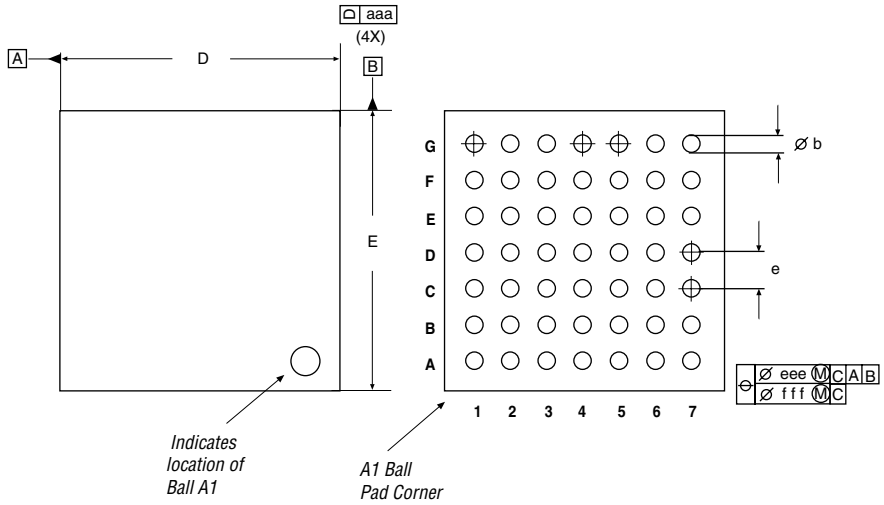 ⌓ aaa
(4X)
A
D
B
E
G
F
E
D
C
B
A
1 2 3 4 5 6 7
⌀ b
e
⌀ eee Ⓜ C A B
⌀ fff Ⓜ C
Indicates
location of
Ball A1
A1 Ball
Pad Corner